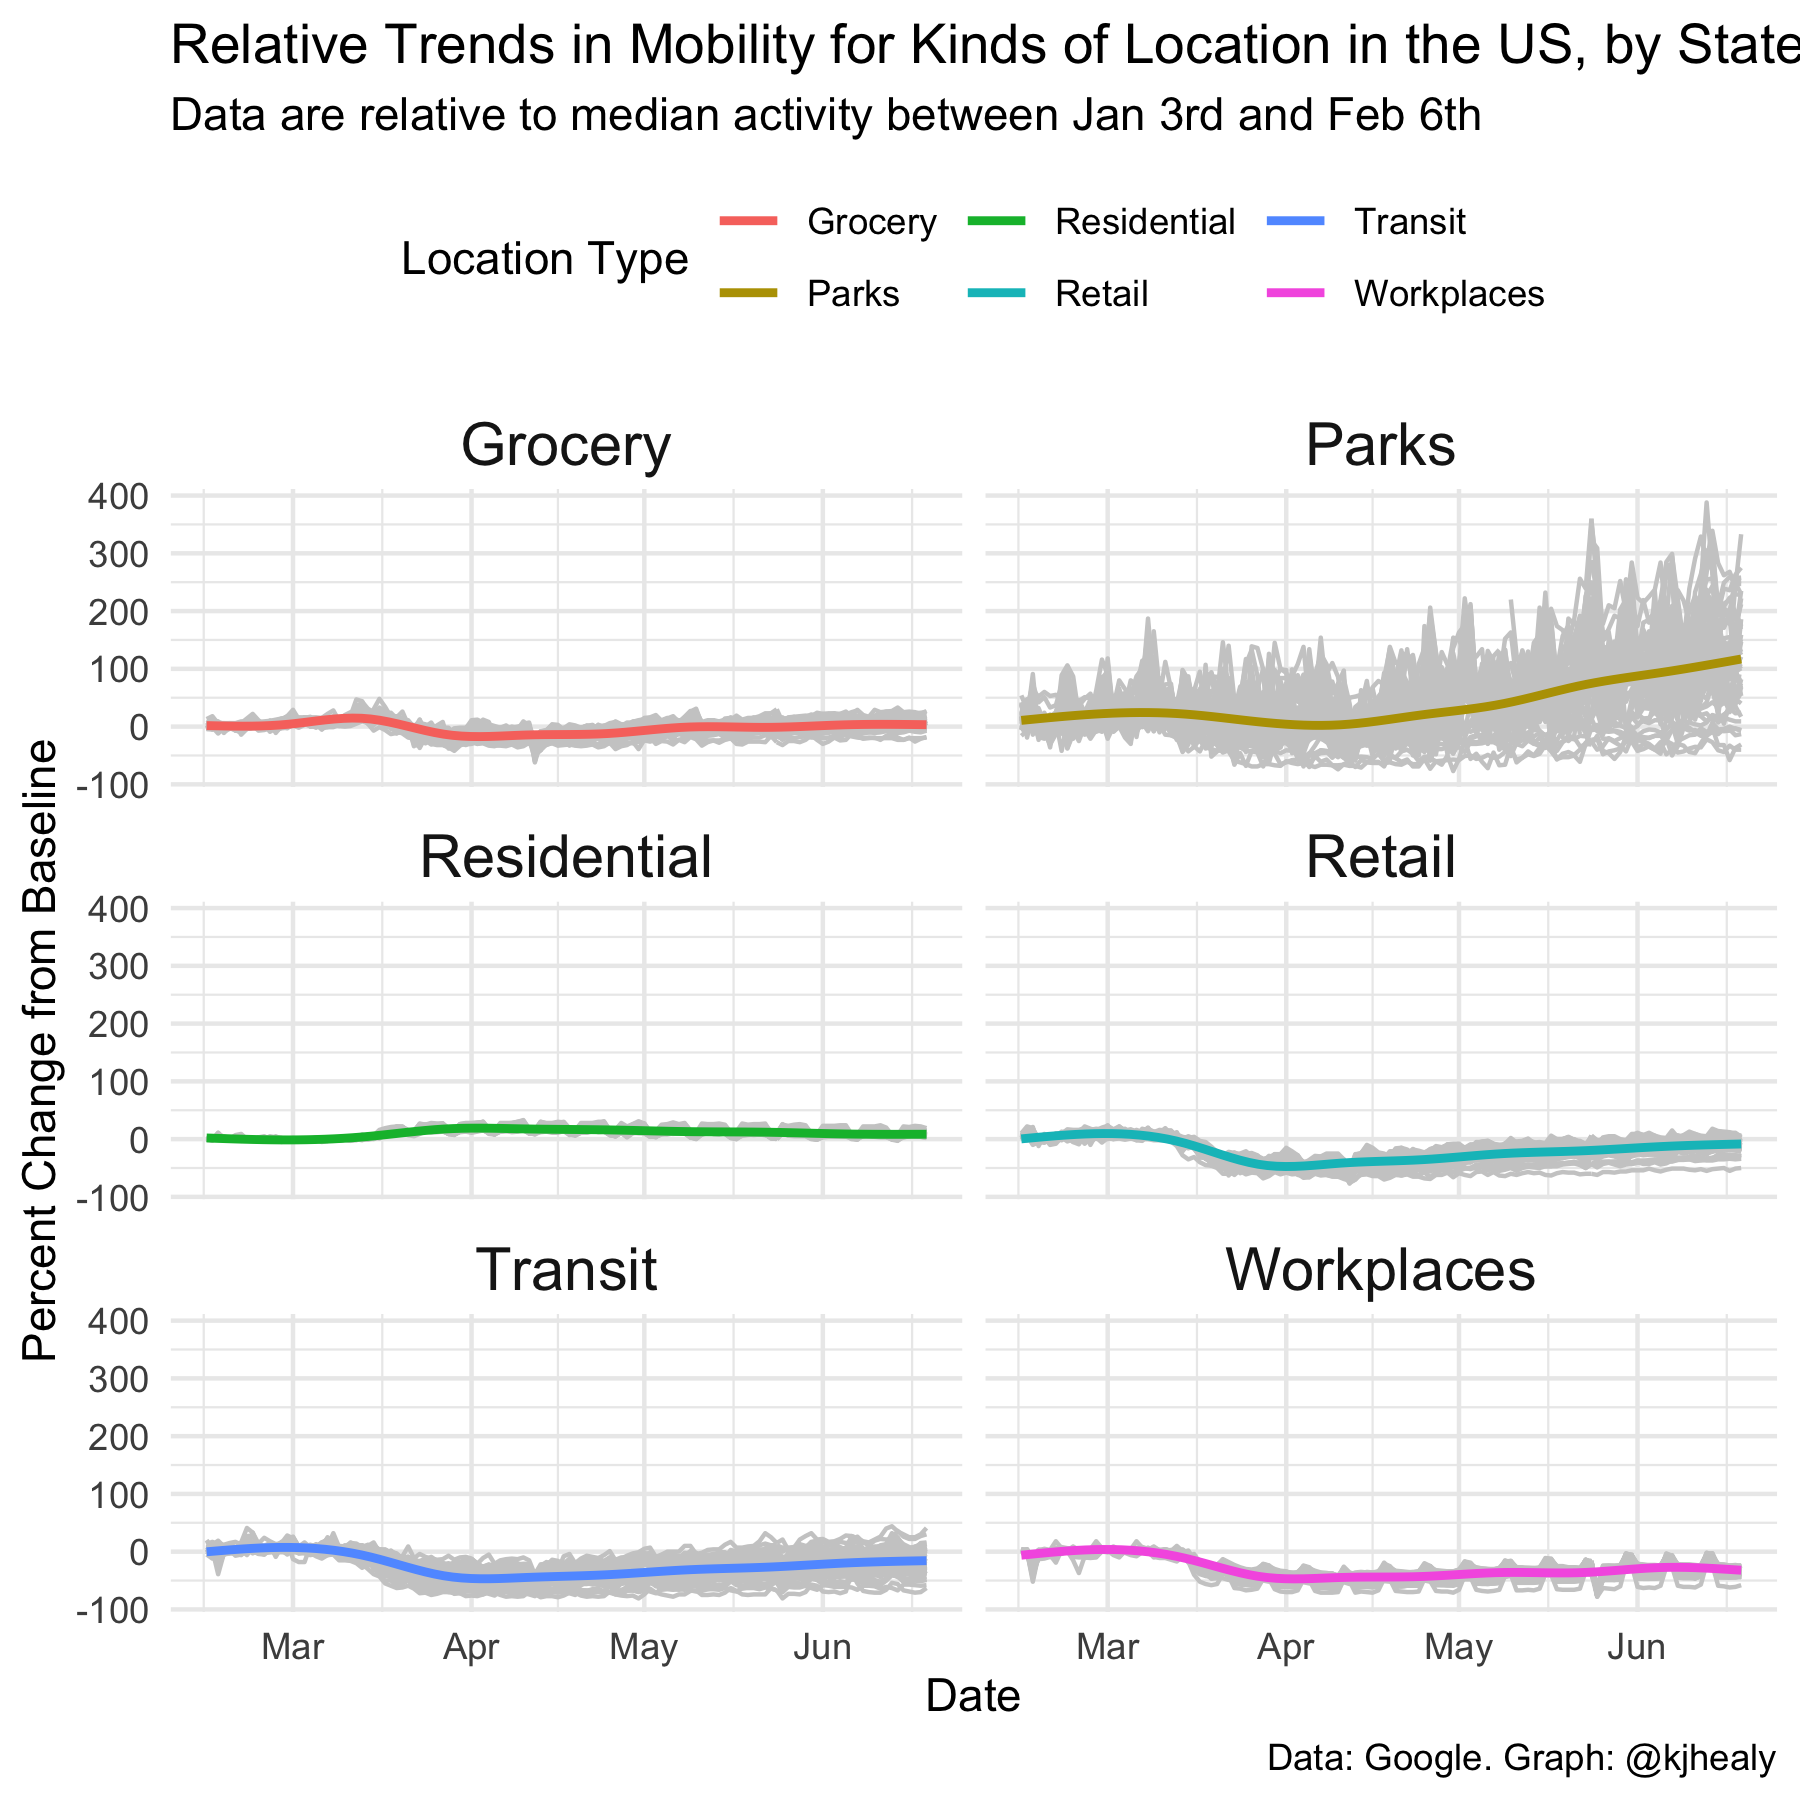 Relative Trends in Mobility for Kinds of Location in the US, by State
Data are relative to median activity between Jan 3rd and Feb 6th
Location Type
Grocery
Residential
Transit
Parks
Retail
Workplaces
Percent Change from Baseline
Grocery
Parks
400
300
200
100
0
-100
Residential
Retail
400
300
200
100
0
-100
Transit
Workplaces
400
300
200
100
0
-100
Mar
Apr
May
Jun
Mar
Apr
May
Jun
Date
Data: Google. Graph: @kjhealy